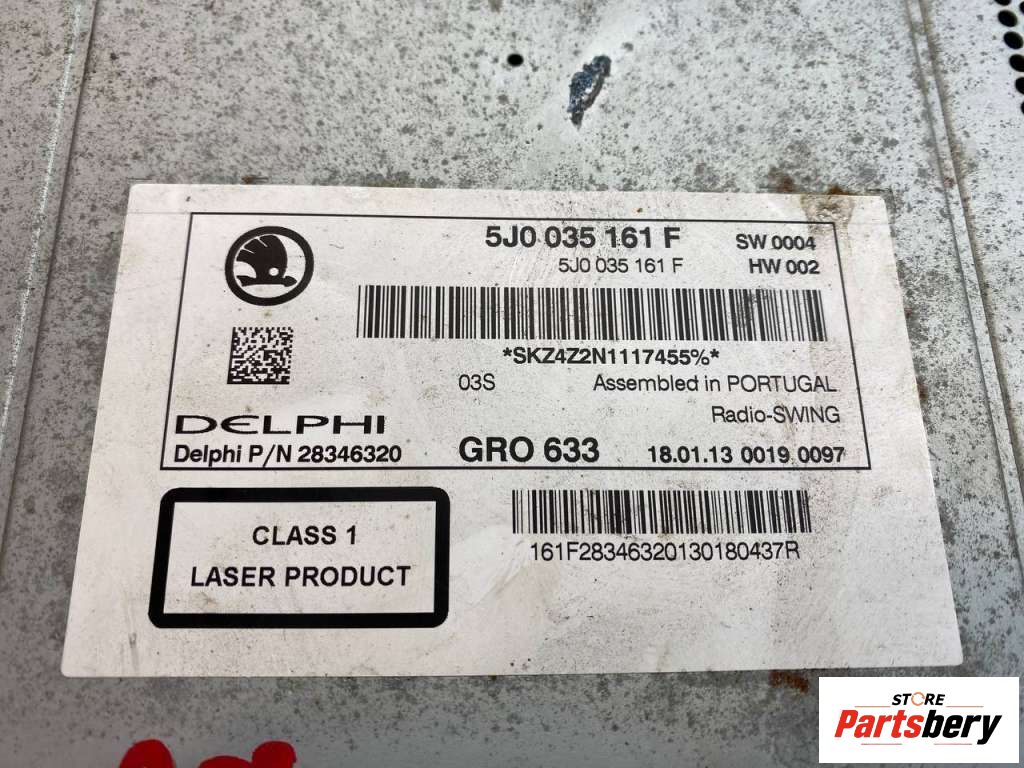 5J0 035 161 F SW 0004
5J0 035 161 F HW 002
*SKZ4Z2N1117455%*
03S Assembled in PORTUGAL
Radio-SWING
DELPHI
Delphi P/N 28346320 GRO 633 18.01.13 0019 0097
CLASS 1
LASER PRODUCT
161F28346320130180437R
STORE
Partsbery